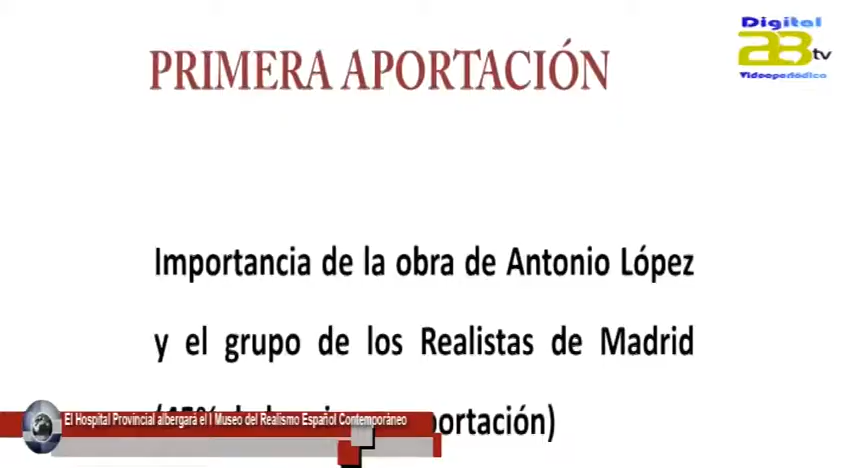 Digital
aB tv
Videoperiódico
PRIMERA APORTACIÓN
Importancia de la obra de Antonio López
y el grupo de los Realistas de Madrid
portación)
El Hospital Provincial albergará el I Museo del Realismo Español Contemporáneo